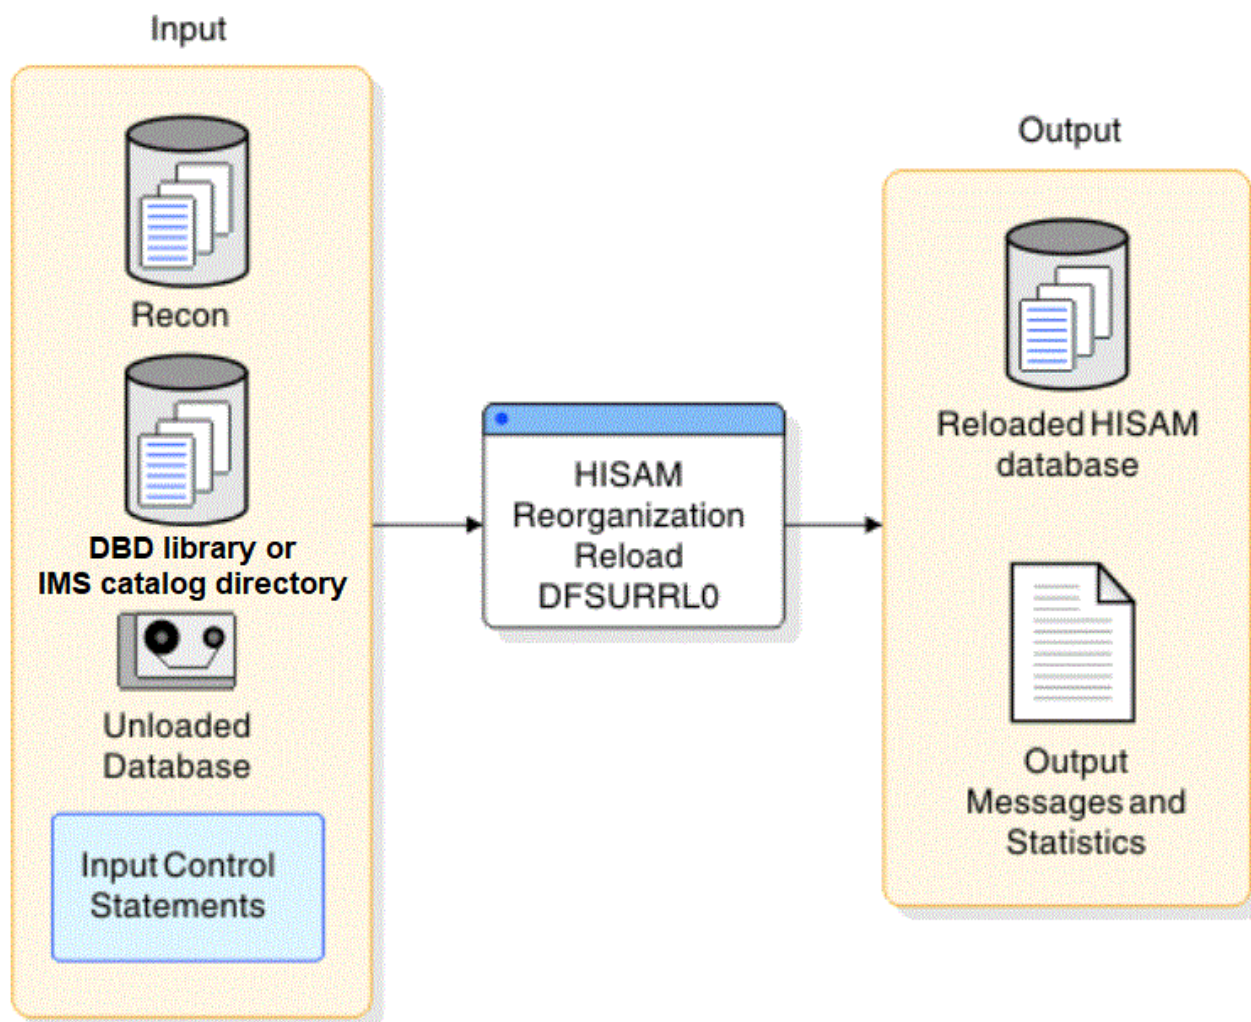 Input
Recon
DBD library or
IMS catalog directory
Unloaded
Database
Input Control
Statements
HISAM
Reorganization
Reload
DFSURRL0
Output
Reloaded HISAM
database
Output
Messages and
Statistics